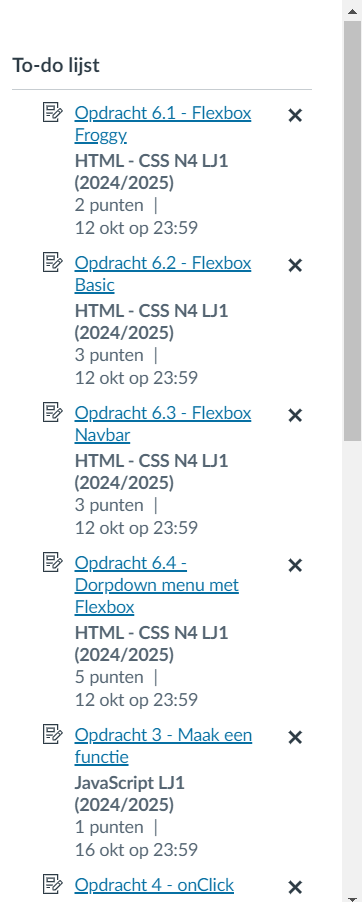 To-do lijst
Opdracht 6.1 - Flexbox
Froggy
HTML - CSS N4 LJ1
(2024/2025)
2 punten |
12 okt op 23:59
Opdracht 6.2 - Flexbox
Basic
HTML - CSS N4 LJ1
(2024/2025)
3 punten |
12 okt op 23:59
Opdracht 6.3 - Flexbox
Navbar
HTML - CSS N4 LJ1
(2024/2025)
3 punten |
12 okt op 23:59
Opdracht 6.4 -
Dorpdown menu met
Flexbox
HTML - CSS N4 LJ1
(2024/2025)
5 punten |
12 okt op 23:59
Opdracht 3 - Maak een
functie
JavaScript LJ1
(2024/2025)
1 punten |
16 okt op 23:59
Opdracht 4 - onClick